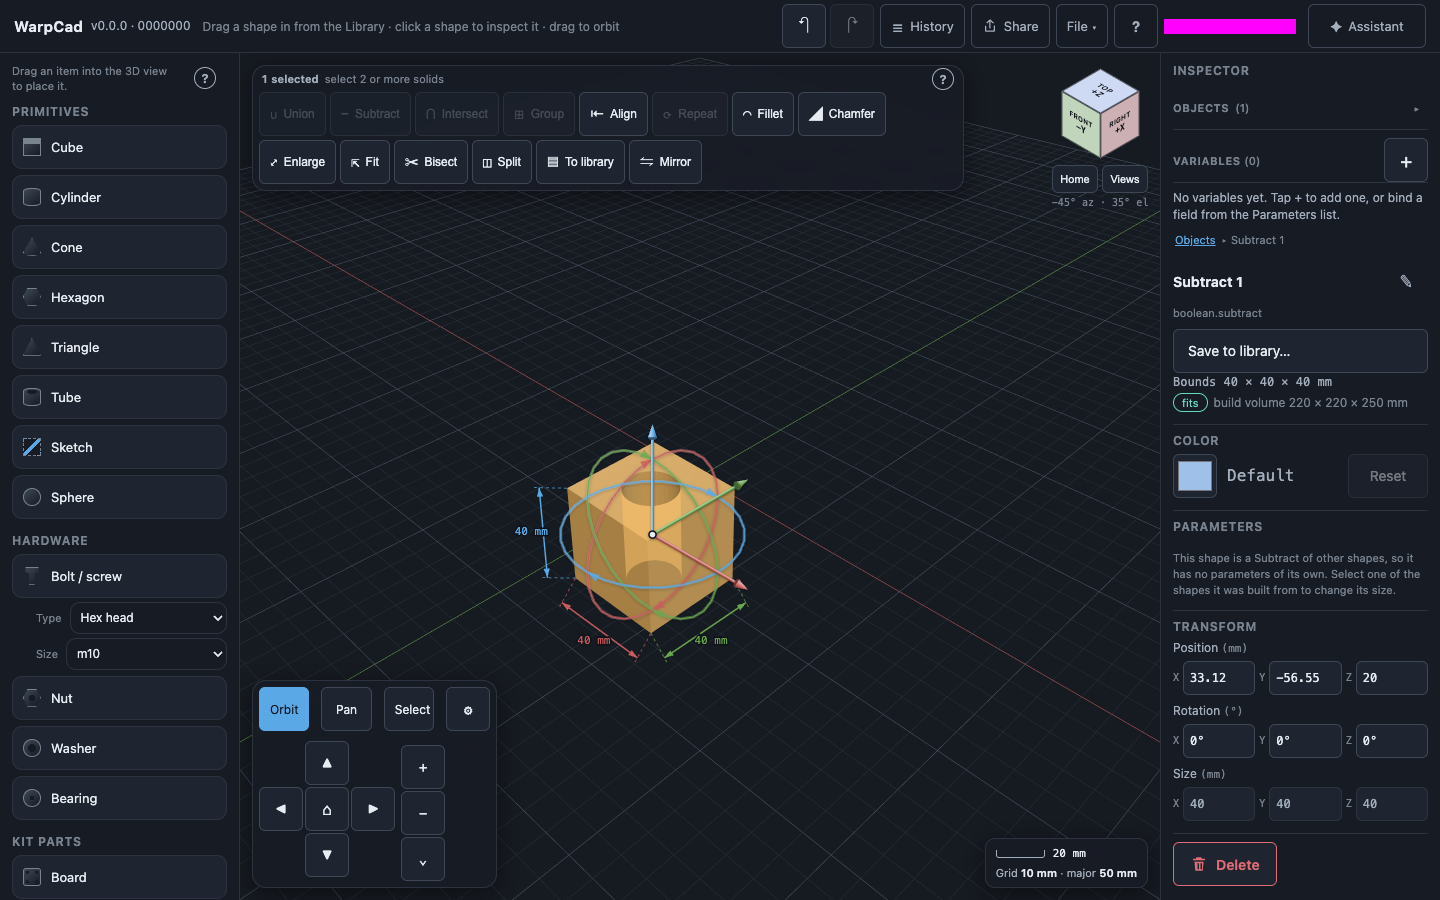 WarpCad v0.0.0 · 0000000 Drag a shape in from the Library · click a shape to inspect it · drag to orbit
History
Share
File
?
Assistant
Drag an item into the 3D view
to place it.
?
PRIMITIVES
Cube
Cylinder
Cone
Hexagon
Triangle
Tube
Sketch
Sphere
HARDWARE
Bolt / screw
Type Hex head
Size m10
Nut
Washer
Bearing
KIT PARTS
Board
1 selected select 2 or more solids
?
Union
Subtract
Intersect
Group
Align
Repeat
Fillet
Chamfer
Enlarge
Fit
Bisect
Split
To library
Mirror
TOP
+Z
FRONT
−Y
RIGHT
+X
Home
Views
−45° az · 35° el
40 mm
40 mm
40 mm
Orbit
Pan
Select
20 mm
Grid 10 mm · major 50 mm
INSPECTOR
OBJECTS (1)
VARIABLES (0)
+
No variables yet. Tap + to add one, or bind a
field from the Parameters list.
Objects ▸ Subtract 1
Subtract 1
boolean.subtract
Save to library...
Bounds 40 × 40 × 40 mm
fits build volume 220 × 220 × 250 mm
COLOR
Default
Reset
PARAMETERS
This shape is a Subtract of other shapes, so it
has no parameters of its own. Select one of the
shapes it was built from to change its size.
TRANSFORM
Position (mm)
X 33.12 Y −56.55 Z 20
Rotation (°)
X 0° Y 0° Z 0°
Size (mm)
X 40 Y 40 Z 40
Delete